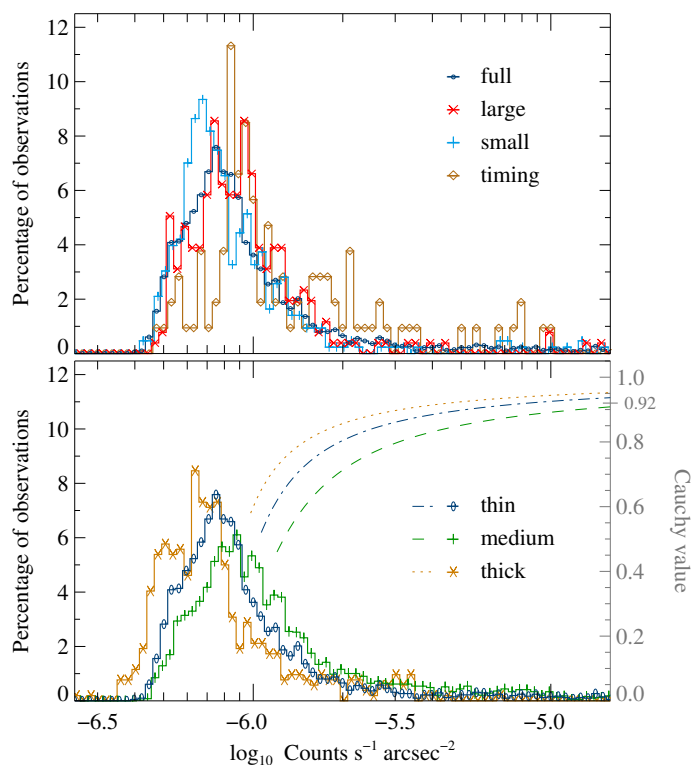 12
10
8
6
4
2
0
Percentage of observations
full
large
small
timing
12
10
8
6
4
2
0
Percentage of observations
1.0
0.92
0.8
0.6
0.4
0.2
0.0
Cauchy value
thin
medium
thick
−6.5 −6.0 −5.5 −5.0
log₁₀ Counts s⁻¹ arcsec⁻²